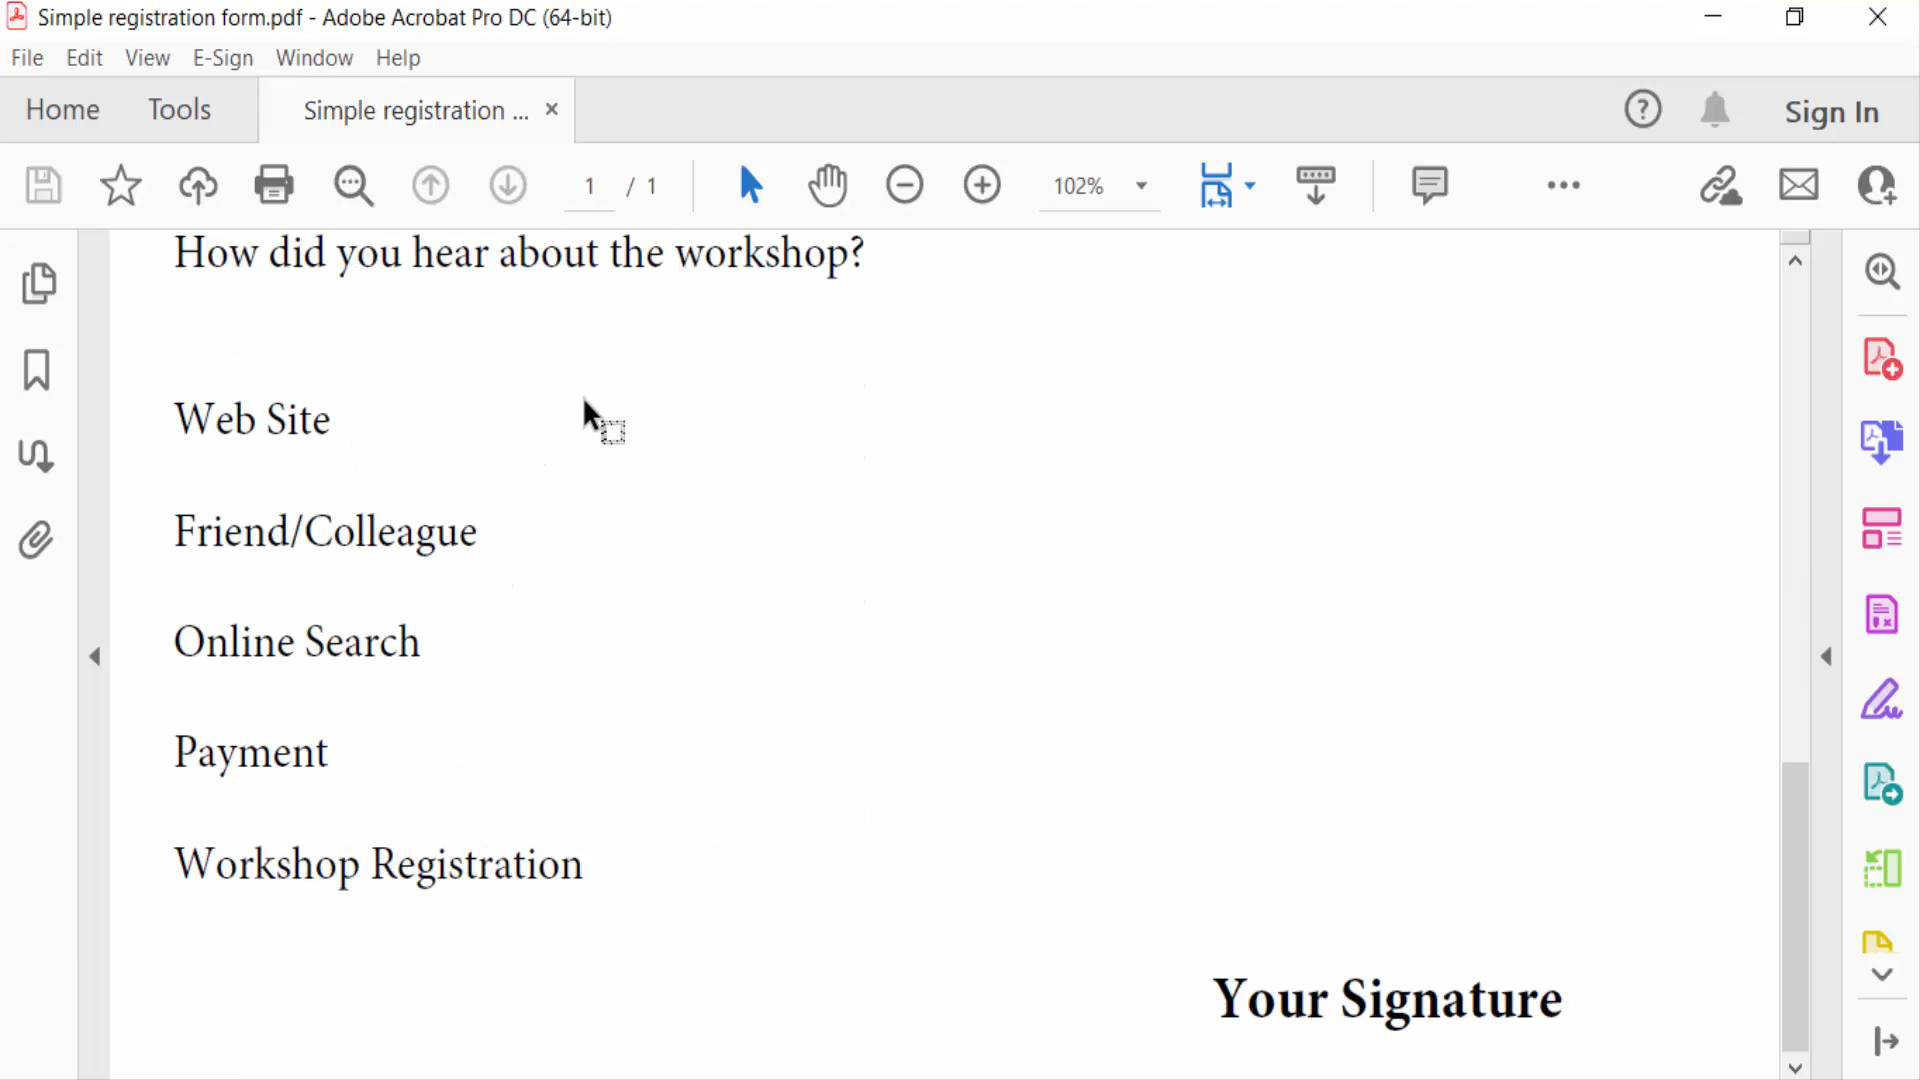 Simple registration form.pdf - Adobe Acrobat Pro DC (64-bit)
File Edit View E-Sign Window Help
Home Tools Simple registration ... Sign In
1 / 1 102%
How did you hear about the workshop?
Web Site
Friend/Colleague
Online Search
Payment
Workshop Registration
Your Signature